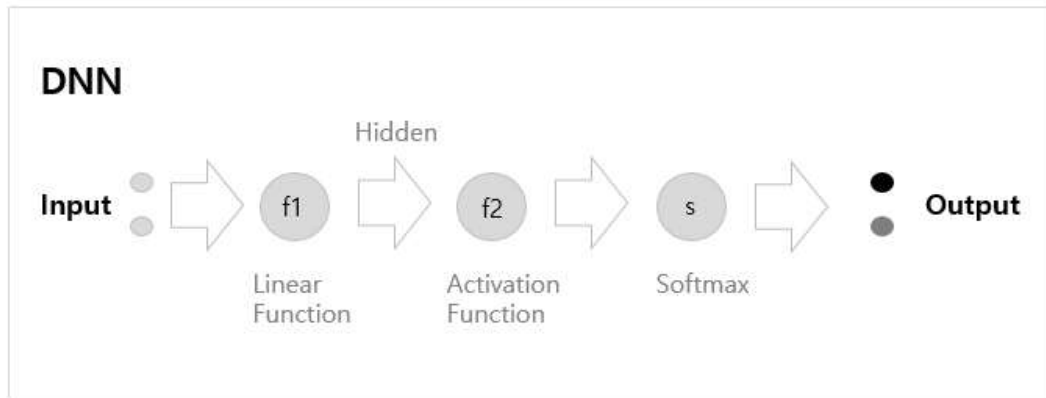 DNN
Hidden
Input
f1
f2
s
Output
Linear
Function
Activation
Function
Softmax